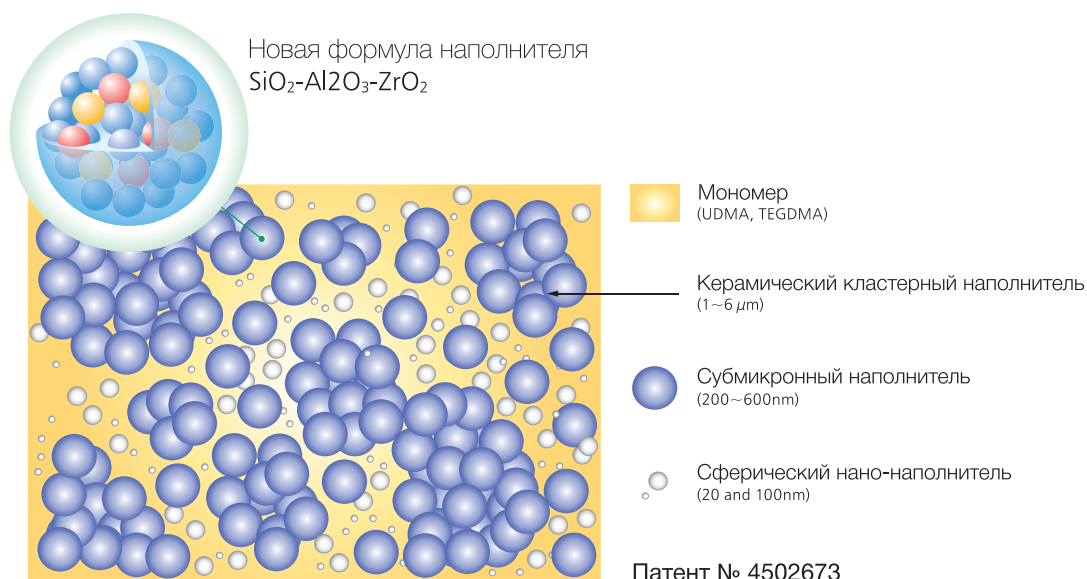 Новая формула наполнителя
SiO₂-Al2O₃-ZrO₂
Мономер
(UDMA, TEGDMA)
Керамический кластерный наполнитель
(1~6 µm)
Субмикронный наполнитель
(200~600nm)
Сферический нано-наполнитель
(20 and 100nm)
Патент № 4502673